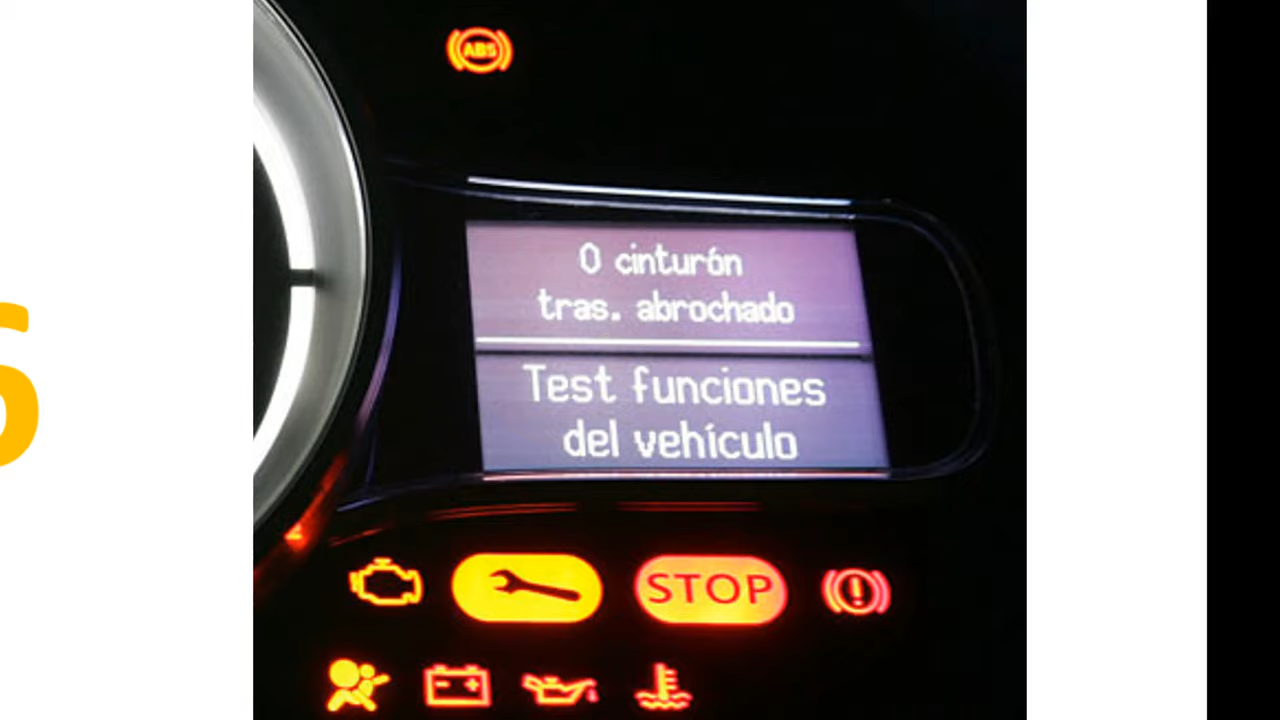 ABS
0 cinturón
tras. abrochado
Test funciones
del vehículo
STOP